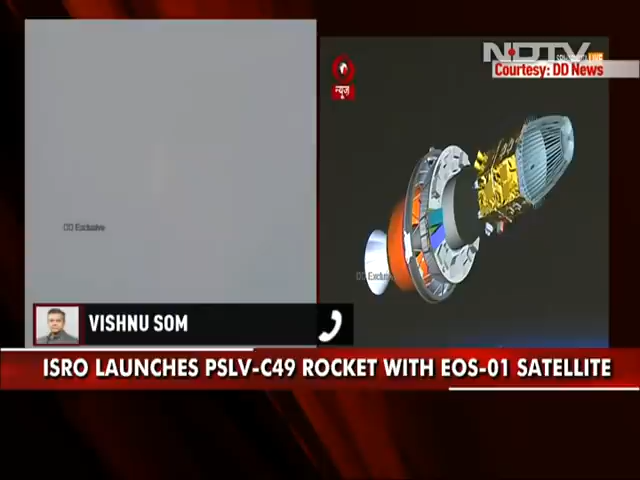 NDTV
LIVE
Courtesy: DD News
न्यूज़
DD Exclusive
DD Exclusive
VISHNU SOM
ISRO LAUNCHES PSLV-C49 ROCKET WITH EOS-01 SATELLITE